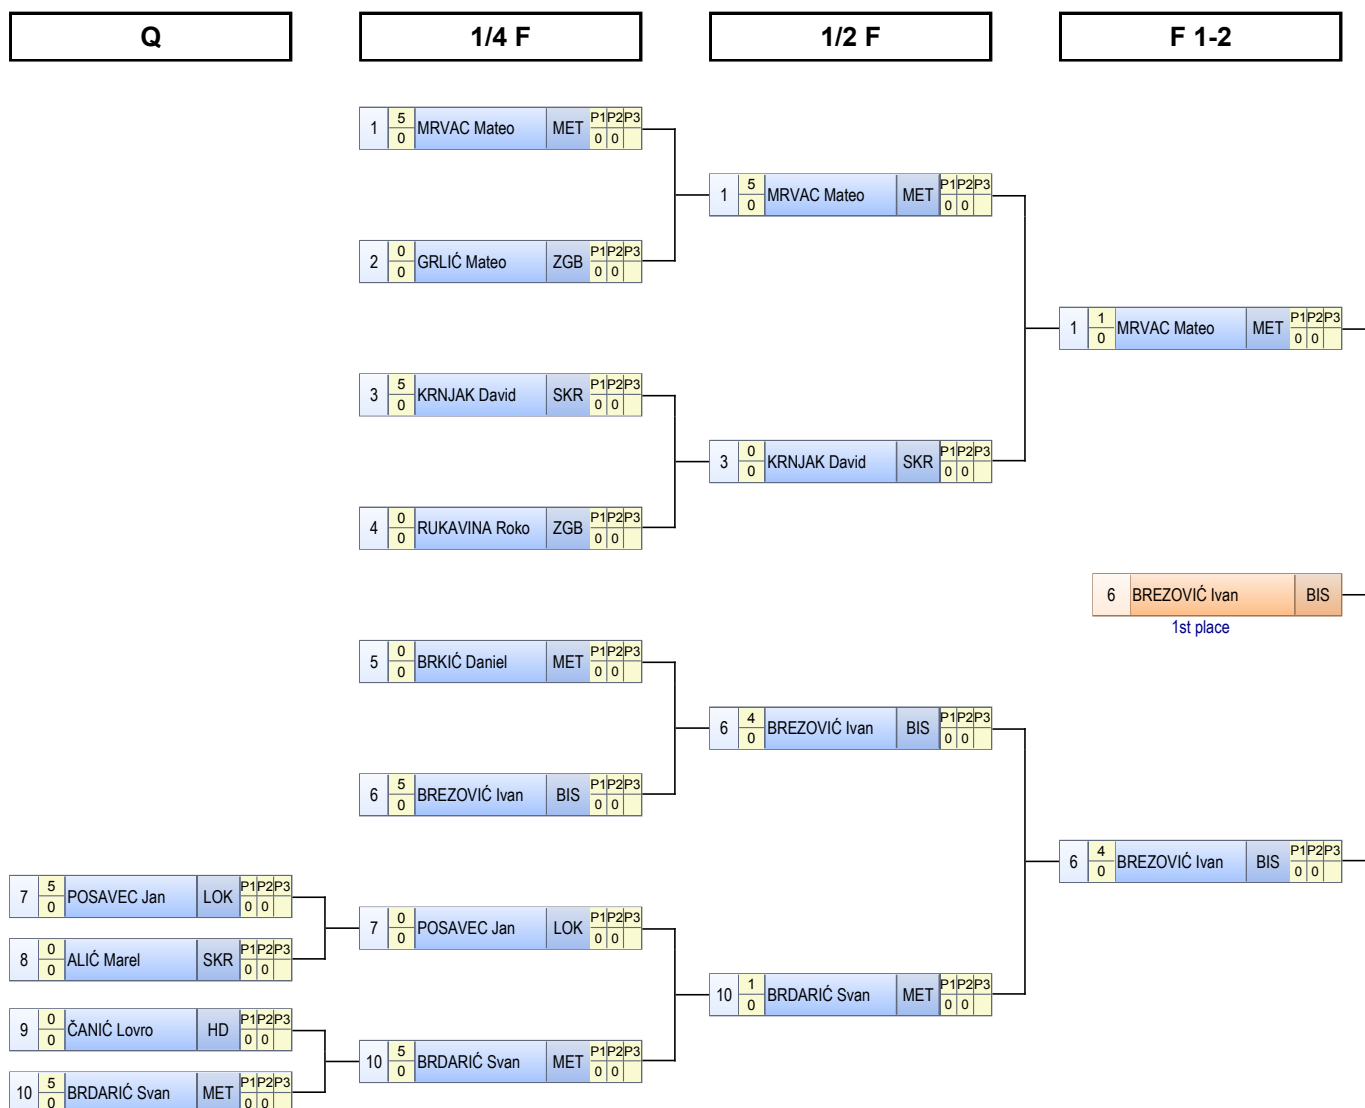 Q 1/4 F 1/2 F F 1-2
1 5 0 MRVAC Mateo MET P1 P2 P3 0 0
1 5 0 MRVAC Mateo MET P1 P2 P3 0 0
2 0 0 GRLIĆ Mateo ZGB P1 P2 P3 0 0
1 1 0 MRVAC Mateo MET P1 P2 P3 0 0
3 5 0 KRNJAK David SKR P1 P2 P3 0 0
3 0 0 KRNJAK David SKR P1 P2 P3 0 0
4 0 0 RUKAVINA Roko ZGB P1 P2 P3 0 0
6 BREZOVIĆ Ivan BIS
1st place
5 0 0 BRKIĆ Daniel MET P1 P2 P3 0 0
6 4 0 BREZOVIĆ Ivan BIS P1 P2 P3 0 0
6 5 0 BREZOVIĆ Ivan BIS P1 P2 P3 0 0
6 4 0 BREZOVIĆ Ivan BIS P1 P2 P3 0 0
7 5 0 POSAVEC Jan LOK P1 P2 P3 0 0
7 0 0 POSAVEC Jan LOK P1 P2 P3 0 0
8 0 0 ALIĆ Marel SKR P1 P2 P3 0 0
10 1 0 BRDARIĆ Svan MET P1 P2 P3 0 0
9 0 0 ČANIĆ Lovro HD P1 P2 P3 0 0
10 5 0 BRDARIĆ Svan MET P1 P2 P3 0 0
10 5 0 BRDARIĆ Svan MET P1 P2 P3 0 0